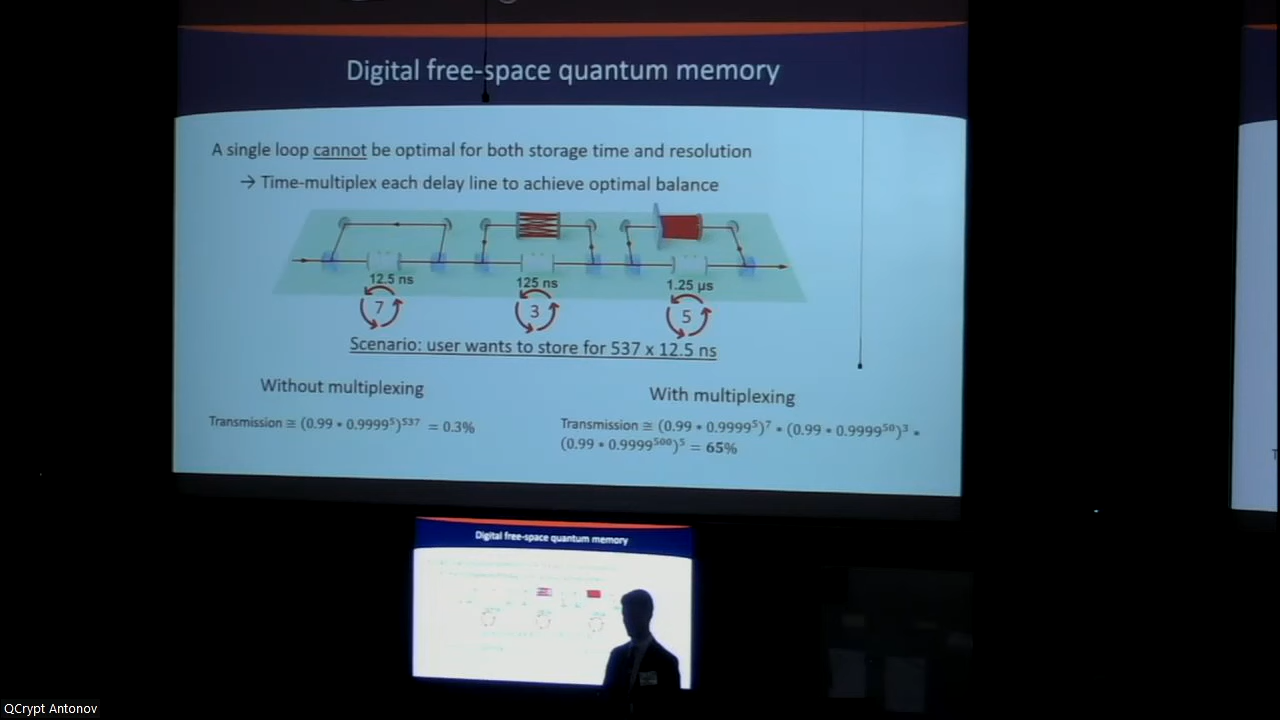 Digital free-space quantum memory
A single loop cannot be optimal for both storage time and resolution
→ Time-multiplex each delay line to achieve optimal balance
12.5 ns
125 ns
1.25 µs
7
3
5
Scenario: user wants to store for 537 x 12.5 ns
Without multiplexing
With multiplexing
Transmission ≅ (0.99 * 0.9999⁵)⁵³⁷ = 0.3%
Transmission ≅ (0.99 * 0.9999⁵)⁷ * (0.99 * 0.9999⁵⁰)³ *
(0.99 * 0.9999⁵⁰⁰)⁵ = 65%
Digital free-space quantum memory
QCrypt Antonov